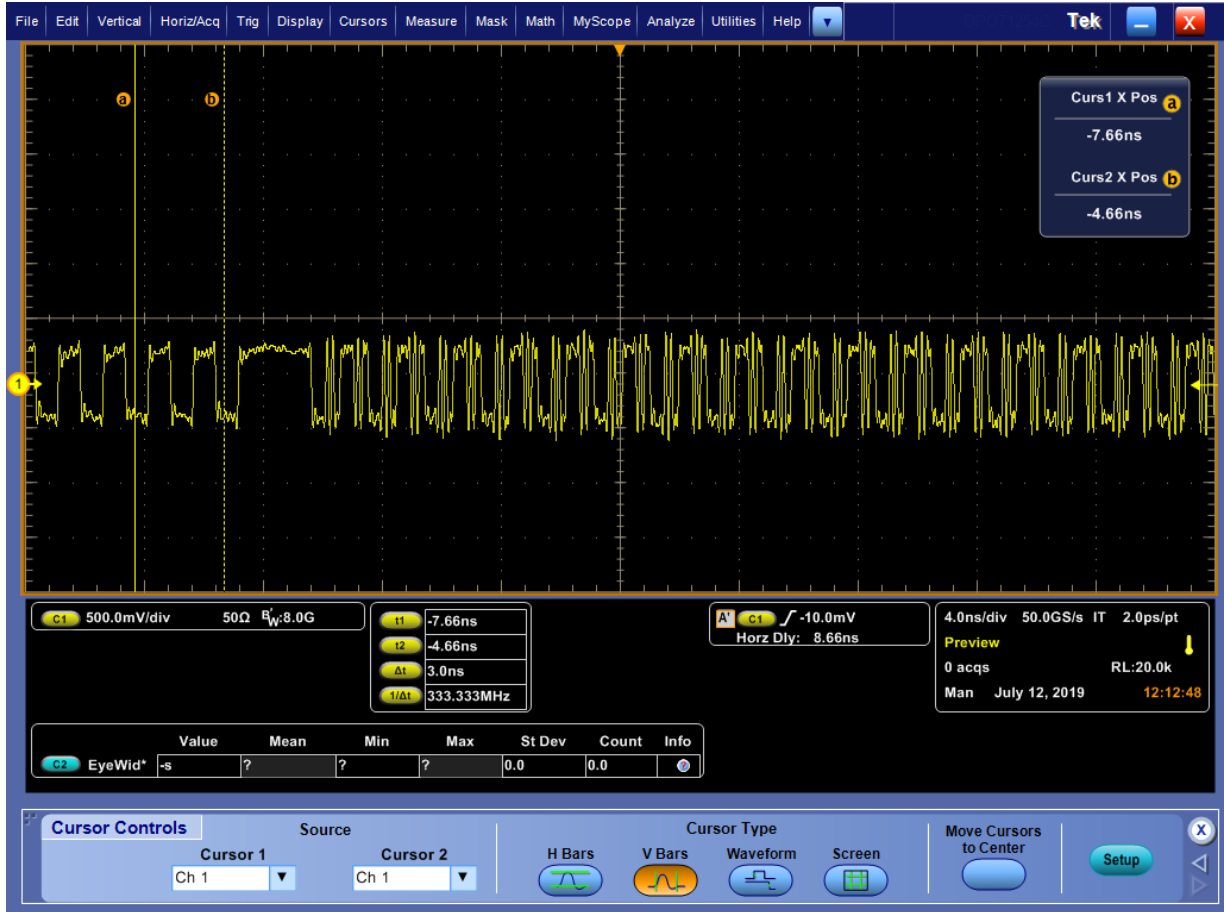 File Edit Vertical Horiz/Acq Trig Display Cursors Measure Mask Math MyScope Analyze Utilities Help Tek X
a b
Curs1 X Pos a
-7.66ns
Curs2 X Pos b
-4.66ns
1
C1 500.0mV/div 50Ω B'W:8.0G
t1 -7.66ns
t2 -4.66ns
Δt 3.0ns
1/Δt 333.333MHz
A' C1 -10.0mV
Horz Dly: 8.66ns
4.0ns/div 50.0GS/s IT 2.0ps/pt
Preview
0 acqs RL:20.0k
Man July 12, 2019 12:12:48
Value Mean Min Max St Dev Count Info
C2 EyeWid* -s ? ? ? 0.0 0.0 ?
Cursor Controls
Source
Cursor 1 Cursor 2
Ch 1 Ch 1
Cursor Type
H Bars V Bars Waveform Screen
Move Cursors
to Center
Setup
X